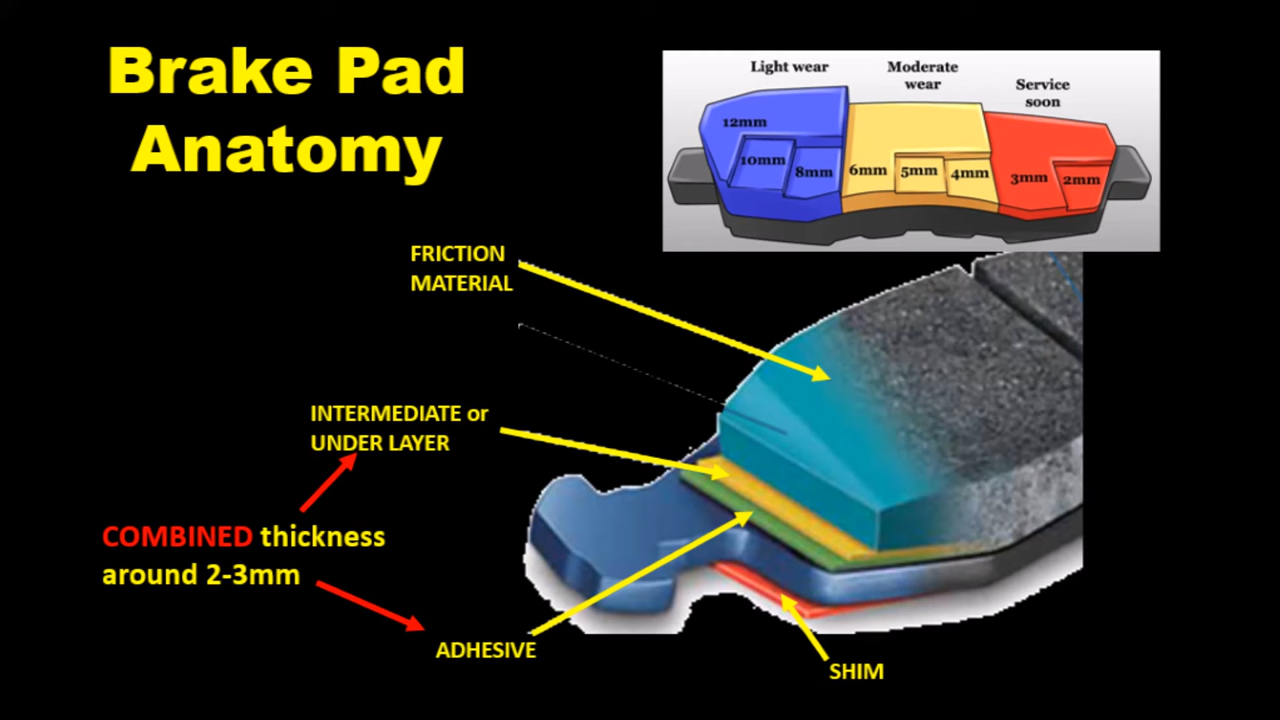 Brake Pad
Anatomy
Light wear
Moderate
wear
Service
soon
12mm
10mm
8mm
6mm
5mm
4mm
3mm
2mm
FRICTION
MATERIAL
INTERMEDIATE or
UNDER LAYER
COMBINED thickness
around 2-3mm
ADHESIVE
SHIM